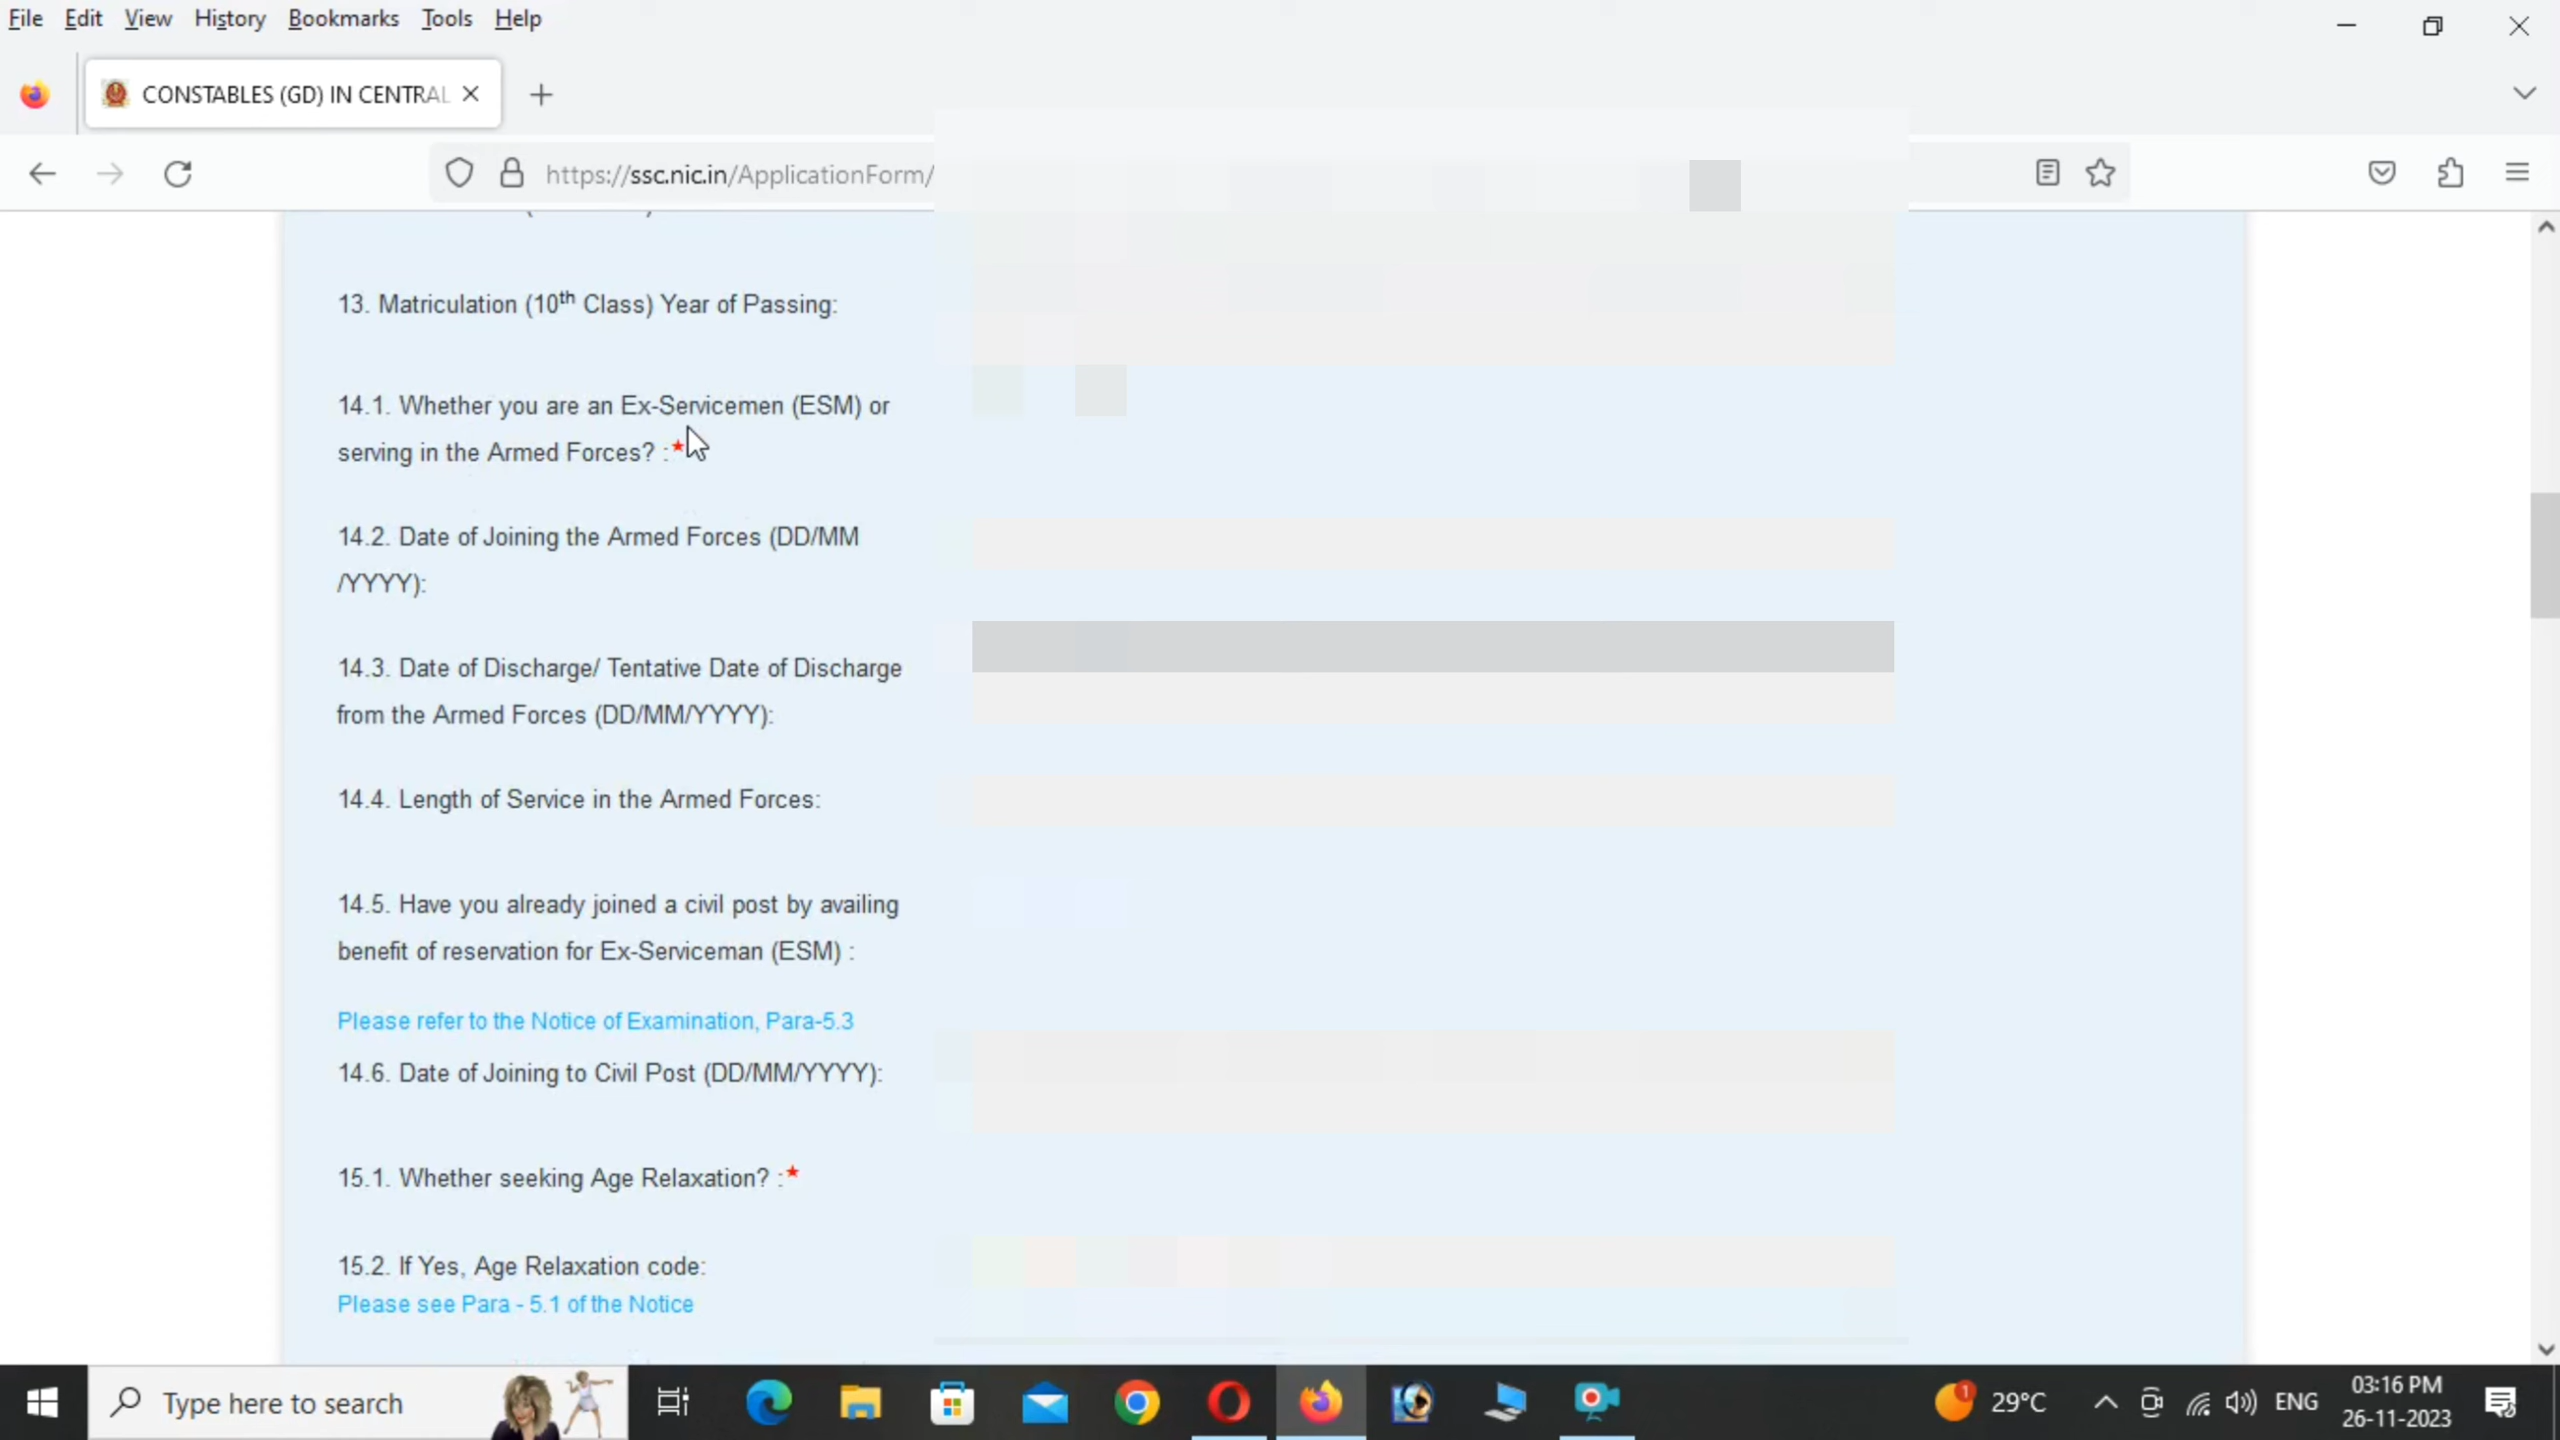 File Edit View History Bookmarks Tools Help
CONSTABLES (GD) IN CENTRAL
https://ssc.nic.in/ApplicationForm/
13. Matriculation (10th Class) Year of Passing:
14.1. Whether you are an Ex-Servicemen (ESM) or
serving in the Armed Forces? :*
14.2. Date of Joining the Armed Forces (DD/MM
/YYYY):
14.3. Date of Discharge/ Tentative Date of Discharge
from the Armed Forces (DD/MM/YYYY):
14.4. Length of Service in the Armed Forces:
14.5. Have you already joined a civil post by availing
benefit of reservation for Ex-Serviceman (ESM) :
Please refer to the Notice of Examination, Para-5.3
14.6. Date of Joining to Civil Post (DD/MM/YYYY):
15.1. Whether seeking Age Relaxation? :*
15.2. If Yes, Age Relaxation code:
Please see Para - 5.1 of the Notice
Type here to search
1
29°C
ENG
03:16 PM
26-11-2023